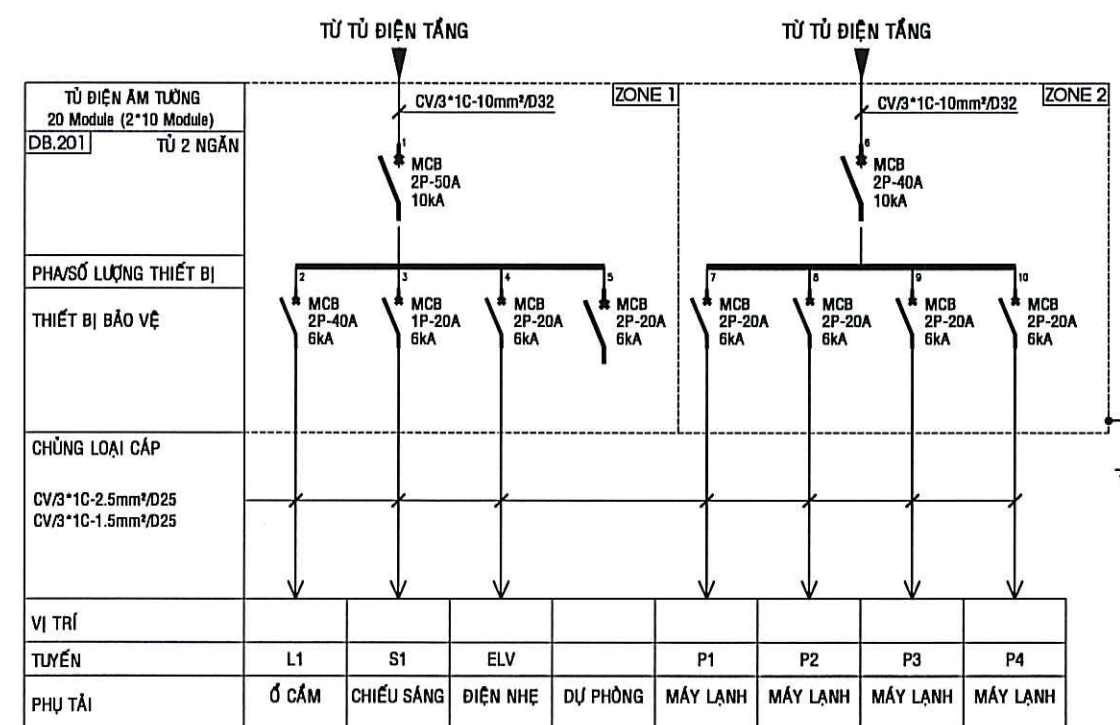 TỪ TỦ ĐIỆN TẦNG
TỪ TỦ ĐIỆN TẦNG
TỦ ĐIỆN ÂM TƯỜNG
20 Module (2*10 Module)
DB.201
TỦ 2 NGĂN
CV/3*1C-10mm²/D32
ZONE 1
CV/3*1C-10mm²/D32
ZONE 2
1
MCB
2P-50A
10kA
6
MCB
2P-40A
10kA
PHA/SỐ LƯỢNG THIẾT BỊ
THIẾT BỊ BẢO VỆ
2
MCB
2P-40A
6kA
3
MCB
1P-20A
6kA
4
MCB
2P-20A
6kA
5
MCB
2P-20A
6kA
7
MCB
2P-20A
6kA
8
MCB
2P-20A
6kA
9
MCB
2P-20A
6kA
10
MCB
2P-20A
6kA
CHỦNG LOẠI CÁP
CV/3*1C-2.5mm²/D25
CV/3*1C-1.5mm²/D25
VỊ TRÍ
TUYẾN L1 S1 ELV P1 P2 P3 P4
PHỤ TẢI Ổ CẮM CHIẾU SÁNG ĐIỆN NHẸ DỰ PHÒNG MÁY LẠNH MÁY LẠNH MÁY LẠNH MÁY LẠNH